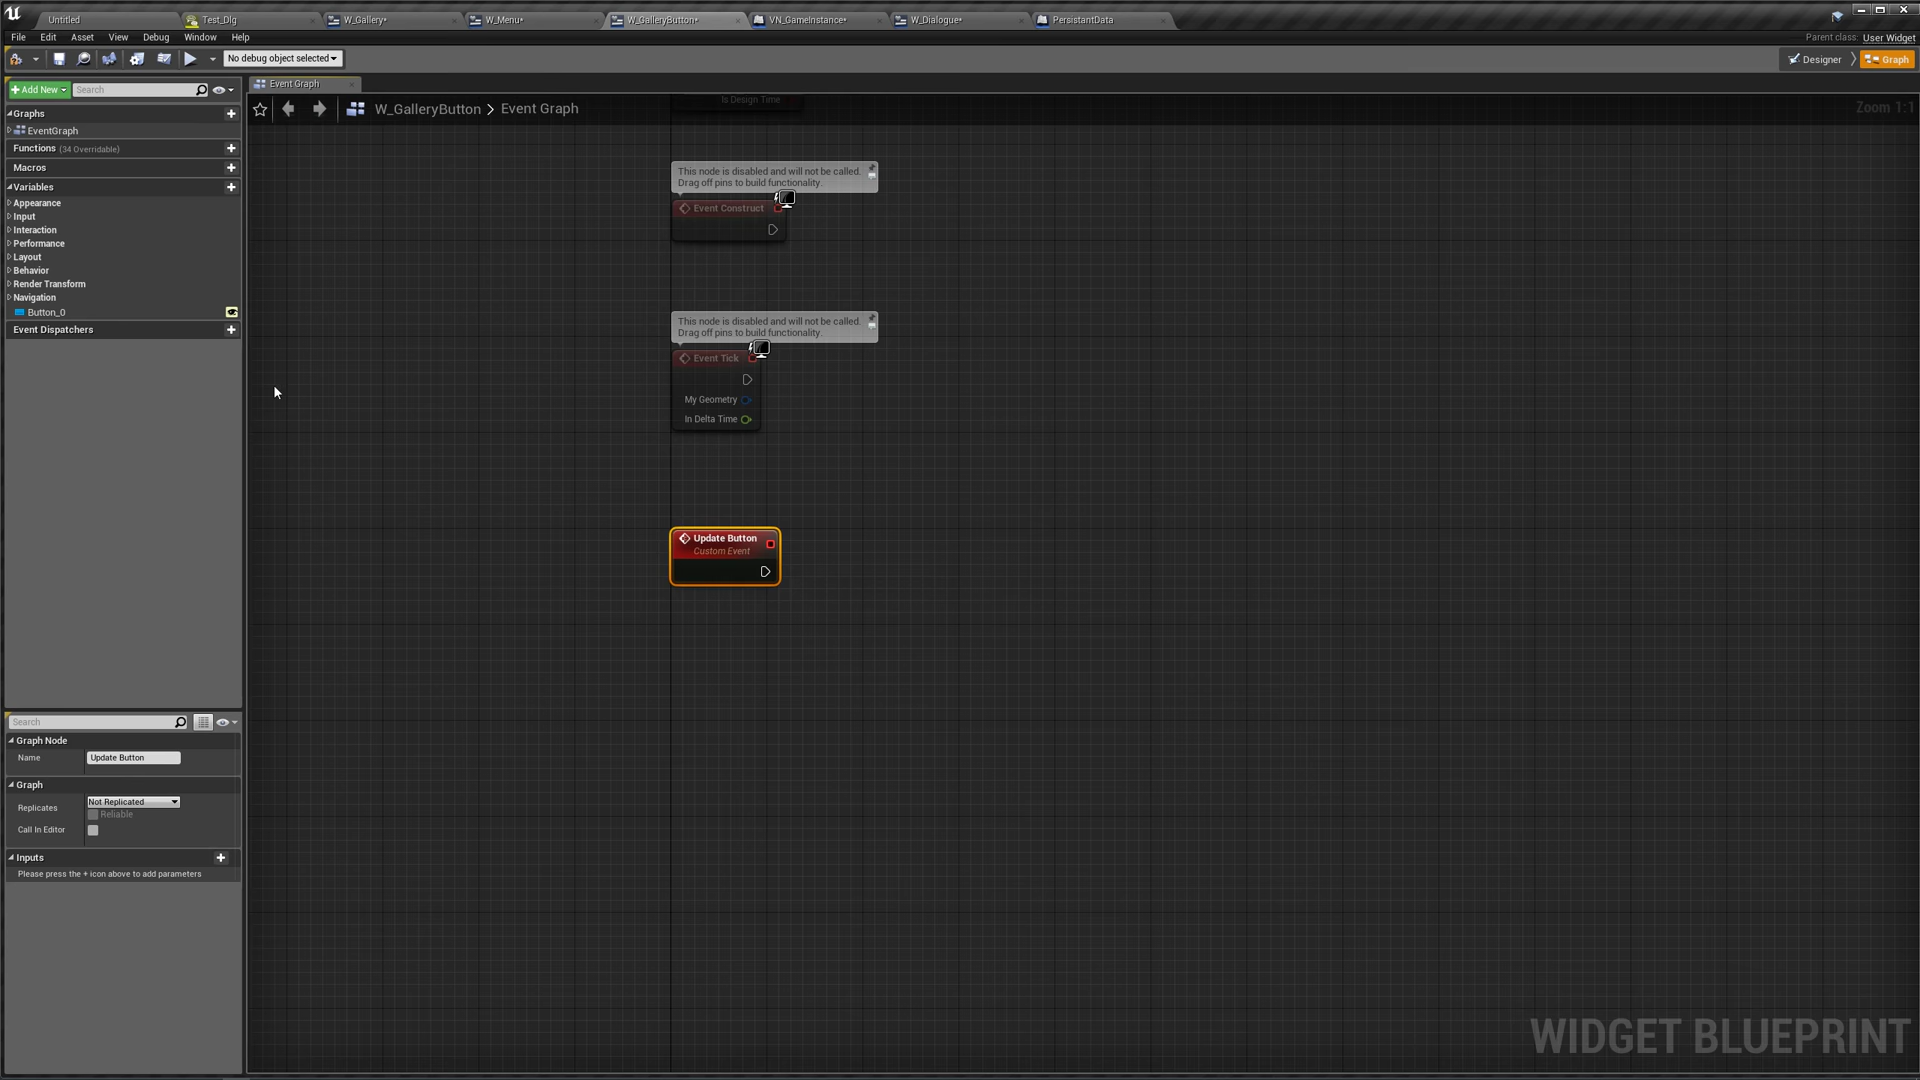 Untitled
Test_Dlg
W_Gallery*
W_Menu*
W_GalleryButton*
VN_GameInstance*
W_Dialogue*
PersistantData
File Edit Asset View Debug Window Help
Parent class: User Widget
No debug object selected
Designer
Graph
Add New
Search
Event Graph
W_GalleryButton > Event Graph
Zoom 1:1
Graphs
EventGraph
Functions (34 Overridable)
Macros
Variables
Appearance
Input
Interaction
Performance
Layout
Behavior
Render Transform
Navigation
Button_0
Event Dispatchers
Is Design Time
This node is disabled and will not be called.
Drag off pins to build functionality.
Event Construct
This node is disabled and will not be called.
Drag off pins to build functionality.
Event Tick
My Geometry
In Delta Time
Update Button
Custom Event
Search
Graph Node
Name Update Button
Graph
Replicates Not Replicated
Reliable
Call In Editor
Inputs
Please press the + icon above to add parameters
WIDGET BLUEPRINT